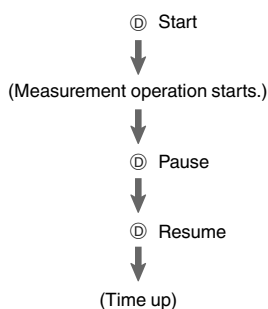 Ⓓ Start
(Measurement operation starts.)
Ⓓ Pause
Ⓓ Resume
(Time up)